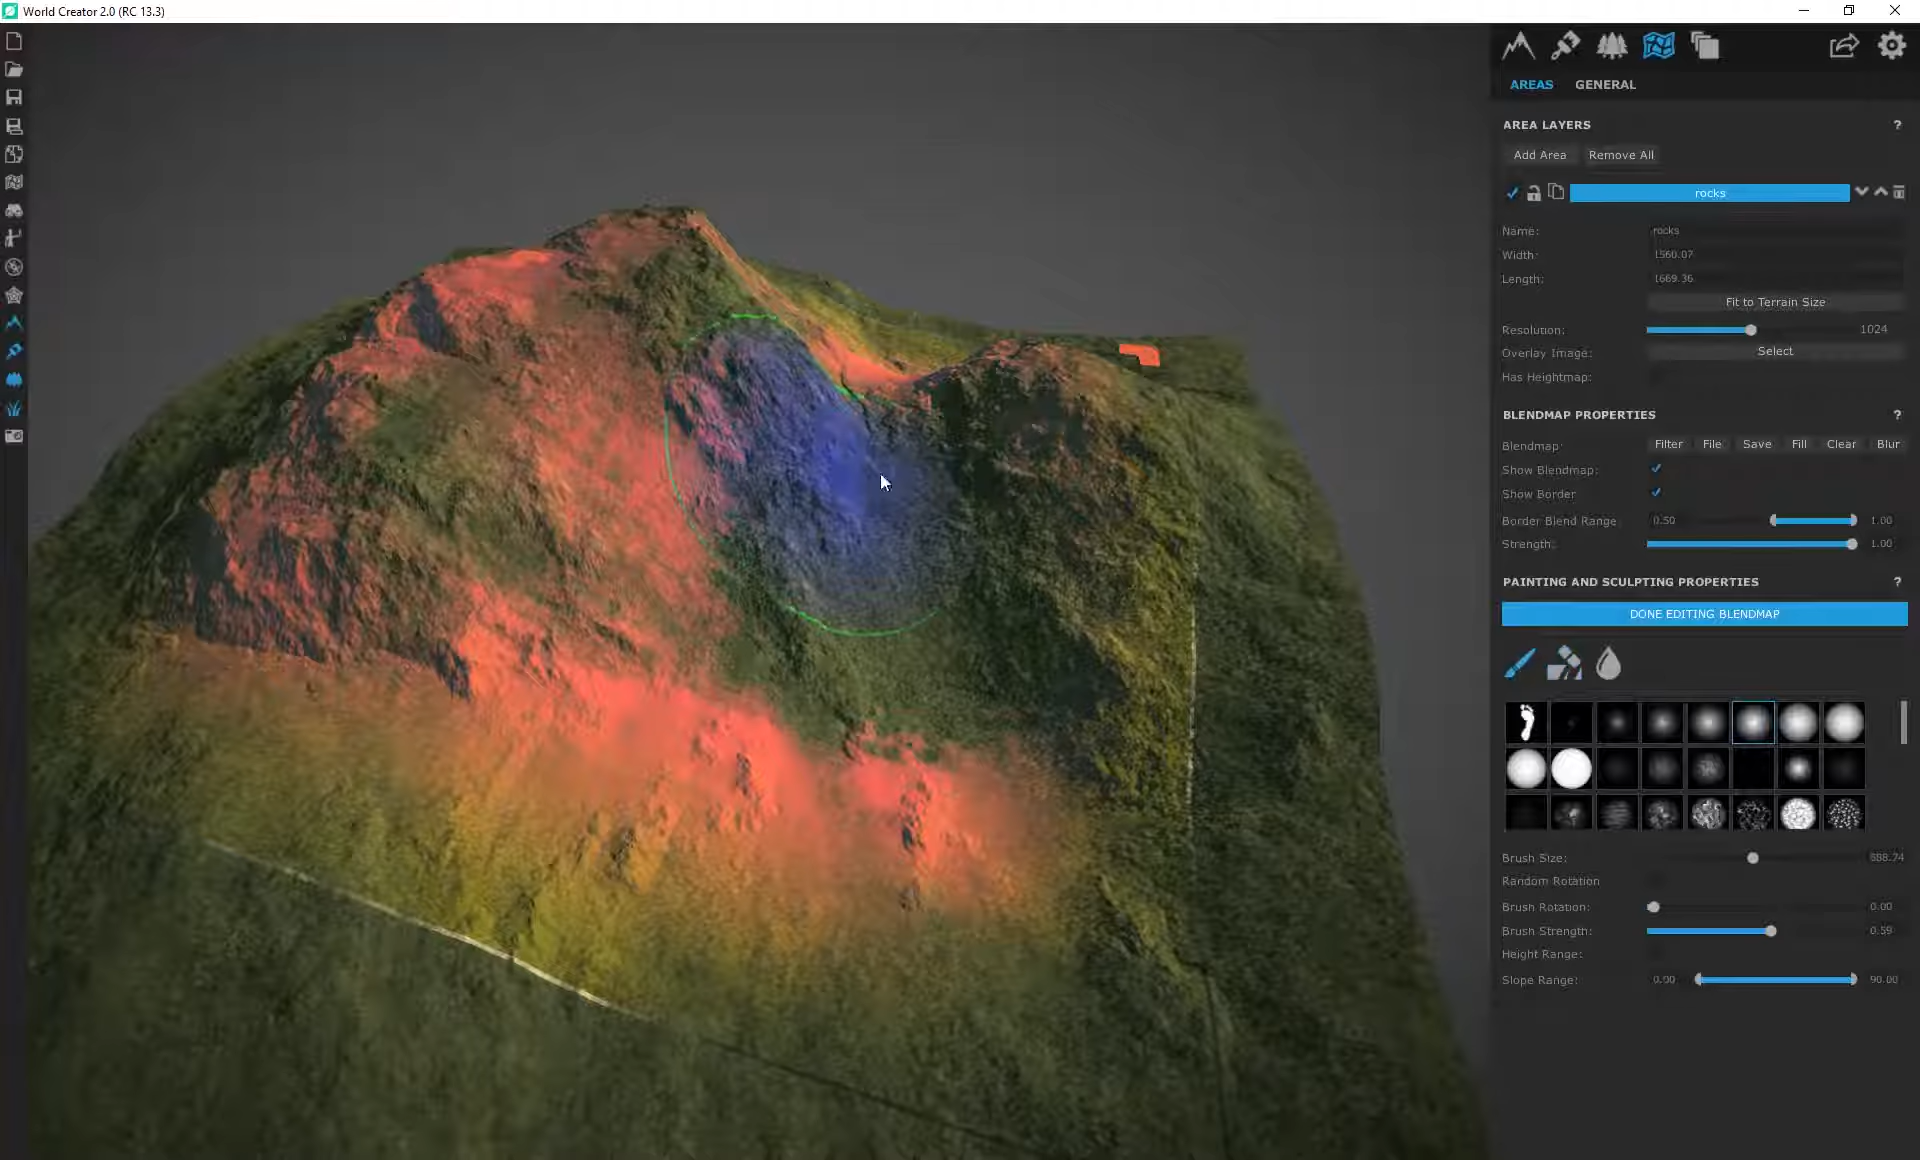 World Creator 2.0 (RC 13.3)
AREAS GENERAL
AREA LAYERS ?
Add Area Remove All
rocks
Name: rocks
Width: 1560.07
Length: 1669.36
Fit to Terrain Size
Resolution: 1024
Overlay Image: Select
Has Heightmap:
BLENDMAP PROPERTIES ?
Blendmap: Filter File Save Fill Clear Blur
Show Blendmap:
Show Border
Border Blend Range 0.50 1.00
Strength: 1.00
PAINTING AND SCULPTING PROPERTIES ?
DONE EDITING BLENDMAP
Brush Size:
Random Rotation
Brush Rotation: 0.00
Brush Strength: 0.59
Height Range:
Slope Range: 0.00 90.00